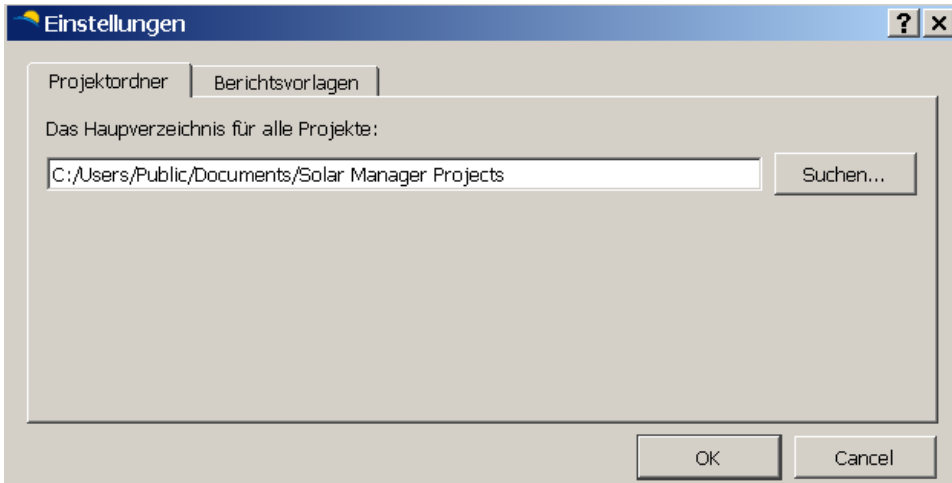 Einstellungen
Projektordner Berichtsvorlagen
Das Haupverzeichnis für alle Projekte:
C:/Users/Public/Documents/Solar Manager Projects Suchen...
OK Cancel